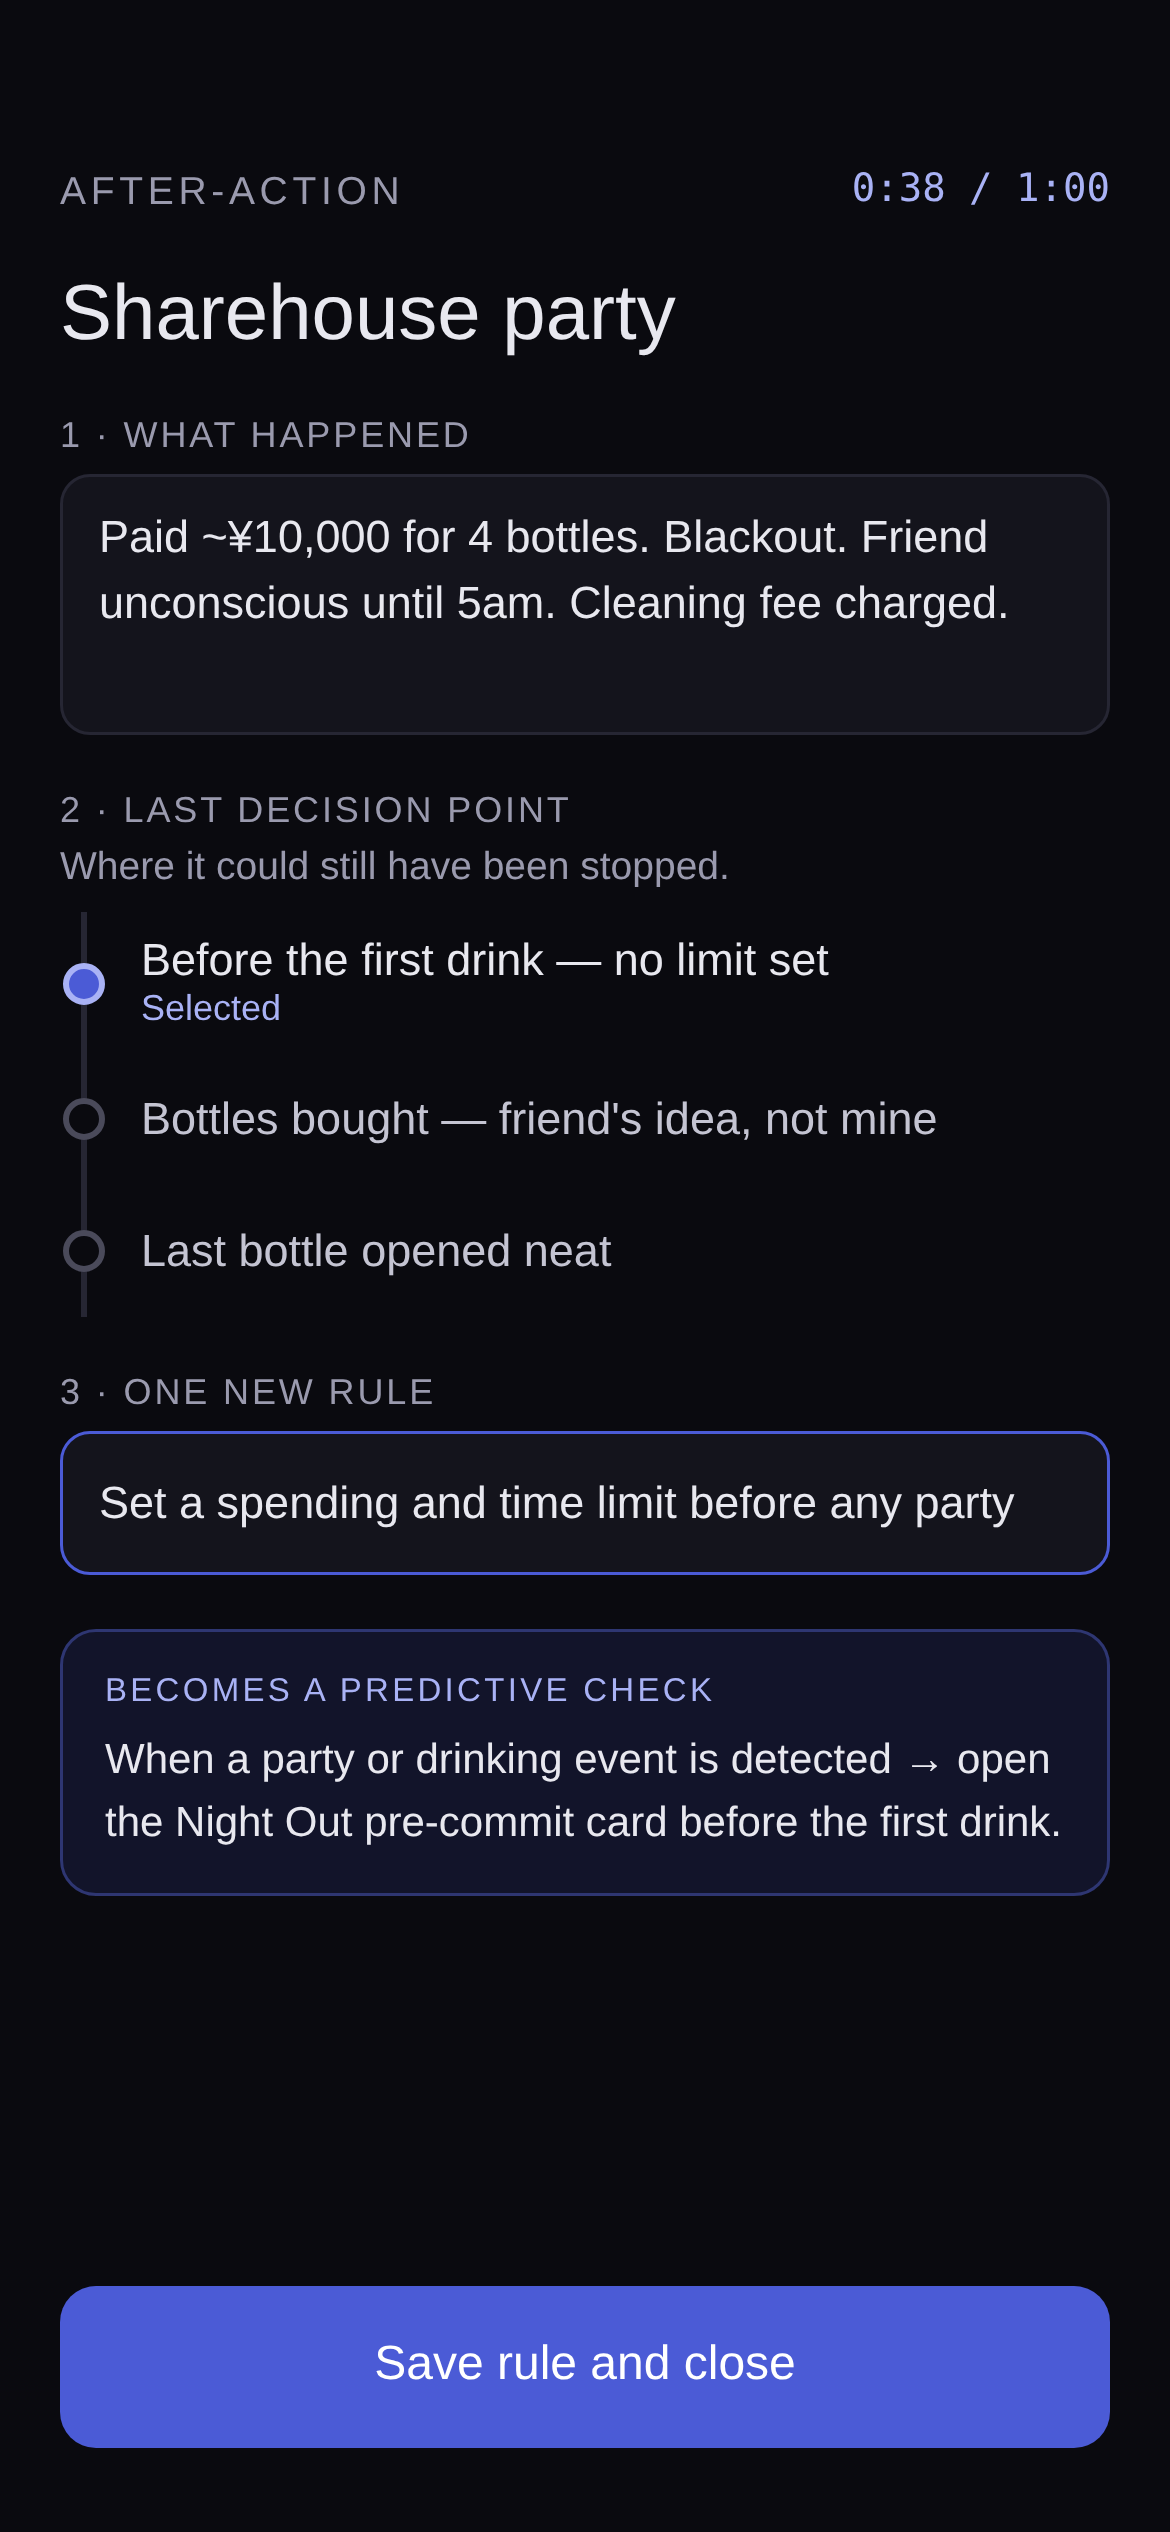 AFTER-ACTION
0:38 / 1:00
Sharehouse party
1 · WHAT HAPPENED
Paid ~¥10,000 for 4 bottles. Blackout. Friend
unconscious until 5am. Cleaning fee charged.
2 · LAST DECISION POINT
Where it could still have been stopped.
Before the first drink — no limit set
Selected
Bottles bought — friend's idea, not mine
Last bottle opened neat
3 · ONE NEW RULE
Set a spending and time limit before any party
BECOMES A PREDICTIVE CHECK
When a party or drinking event is detected → open
the Night Out pre-commit card before the first drink.
Save rule and close